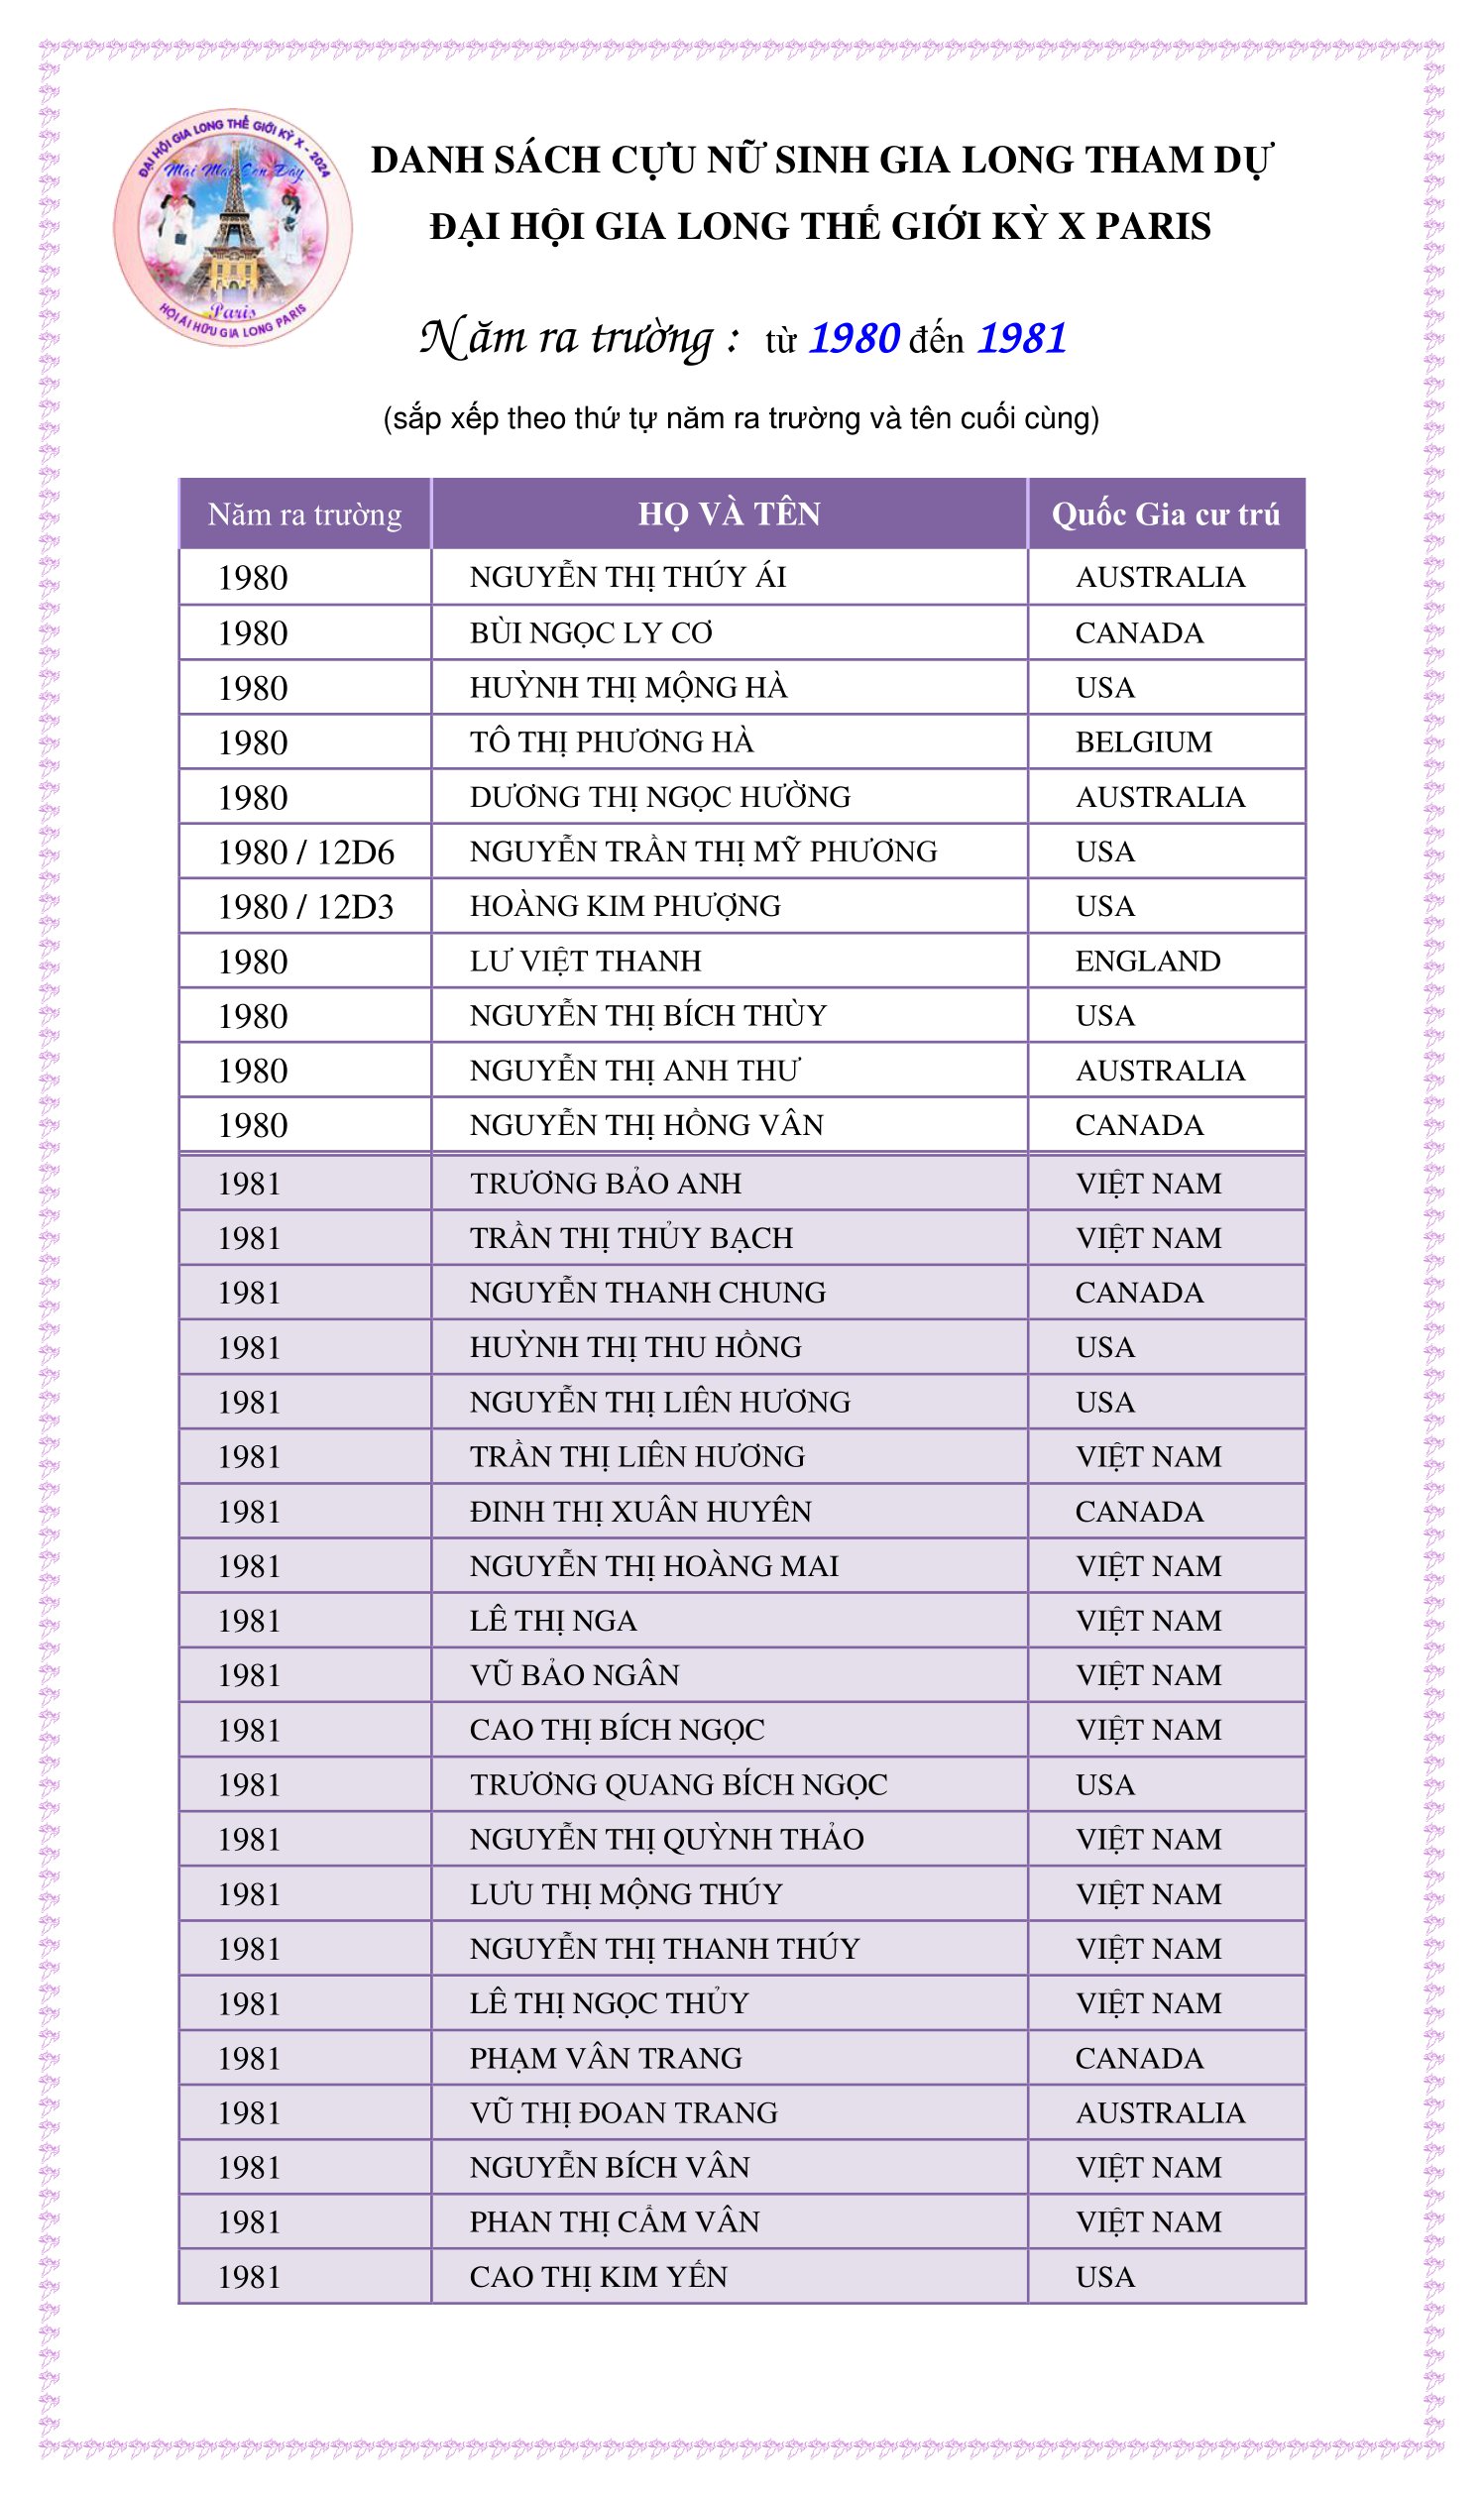 ĐẠI HỘI GIA LONG THẾ GIỚI KỲ X - 2024
Mãi Mãi Còn Đây
Paris
HỘI ÁI HỮU GIA LONG PARIS
DANH SÁCH CỰU NỮ SINH GIA LONG THAM DỰ
ĐẠI HỘI GIA LONG THẾ GIỚI KỲ X PARIS
Năm ra trường : từ 1980 đến 1981
(sắp xếp theo thứ tự năm ra trường và tên cuối cùng)
Năm ra trường HỌ VÀ TÊN Quốc Gia cư trú
1980 NGUYỄN THỊ THÚY ÁI AUSTRALIA
1980 BÙI NGỌC LY CƠ CANADA
1980 HUỲNH THỊ MỘNG HÀ USA
1980 TÔ THỊ PHƯƠNG HÀ BELGIUM
1980 DƯƠNG THỊ NGỌC HƯỜNG AUSTRALIA
1980 / 12D6 NGUYỄN TRẦN THỊ MỸ PHƯƠNG USA
1980 / 12D3 HOÀNG KIM PHƯỢNG USA
1980 LƯ VIỆT THANH ENGLAND
1980 NGUYỄN THỊ BÍCH THÙY USA
1980 NGUYỄN THỊ ANH THƯ AUSTRALIA
1980 NGUYỄN THỊ HỒNG VÂN CANADA
1981 TRƯƠNG BẢO ANH VIỆT NAM
1981 TRẦN THỊ THỦY BẠCH VIỆT NAM
1981 NGUYỄN THANH CHUNG CANADA
1981 HUỲNH THỊ THU HỒNG USA
1981 NGUYỄN THỊ LIÊN HƯƠNG USA
1981 TRẦN THỊ LIÊN HƯƠNG VIỆT NAM
1981 ĐINH THỊ XUÂN HUYÊN CANADA
1981 NGUYỄN THỊ HOÀNG MAI VIỆT NAM
1981 LÊ THỊ NGA VIỆT NAM
1981 VŨ BẢO NGÂN VIỆT NAM
1981 CAO THỊ BÍCH NGỌC VIỆT NAM
1981 TRƯƠNG QUANG BÍCH NGỌC USA
1981 NGUYỄN THỊ QUỲNH THẢO VIỆT NAM
1981 LƯU THỊ MỘNG THÚY VIỆT NAM
1981 NGUYỄN THỊ THANH THÚY VIỆT NAM
1981 LÊ THỊ NGỌC THỦY VIỆT NAM
1981 PHẠM VÂN TRANG CANADA
1981 VŨ THỊ ĐOAN TRANG AUSTRALIA
1981 NGUYỄN BÍCH VÂN VIỆT NAM
1981 PHAN THỊ CẨM VÂN VIỆT NAM
1981 CAO THỊ KIM YẾN USA